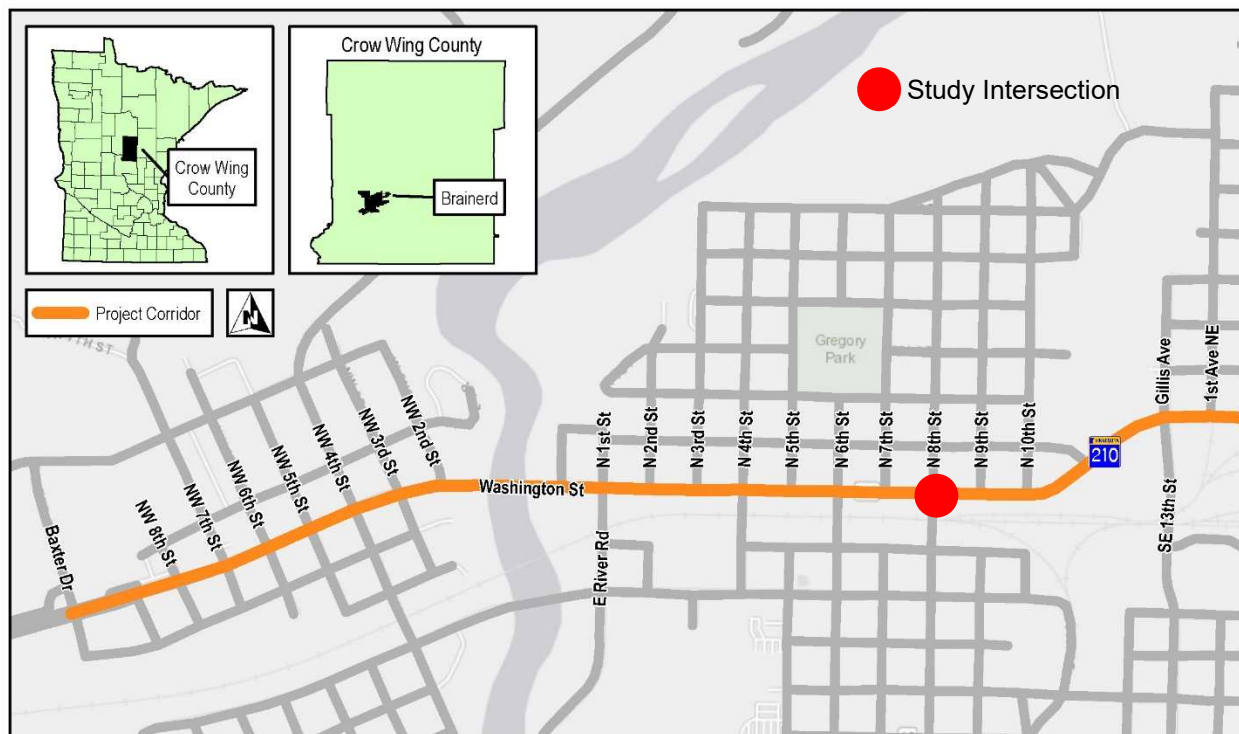 Crow Wing County
Study Intersection
Crow Wing
County
Brainerd
Project Corridor
N
Gregory
Park
NW 8th St
NW 7th St
NW 6th St
NW 5th St
NW 4th St
NW 3rd St
NW 2nd St
Baxter Dr
Washington St
N 1st St
N 2nd St
N 3rd St
N 4th St
N 5th St
N 6th St
N 7th St
N 8th St
N 9th St
N 10th St
Gillis Ave
1st Ave NE
210
E River Rd
SE 13th St